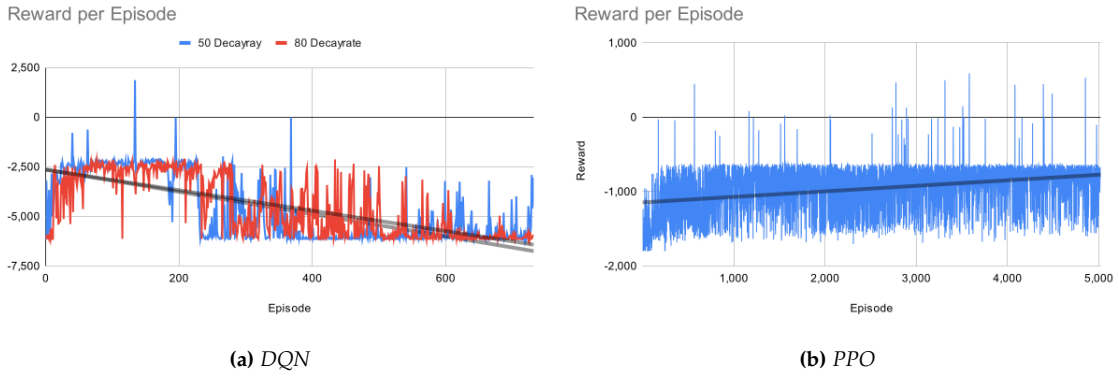 Reward per Episode
50 Decayray 80 Decayrate
2,500
0
-2,500
-5,000
-7,500
0 200 400 600
Episode
(a) DQN
Reward per Episode
1,000
0
-1,000
-2,000
Reward
1,000 2,000 3,000 4,000 5,000
Episode
(b) PPO